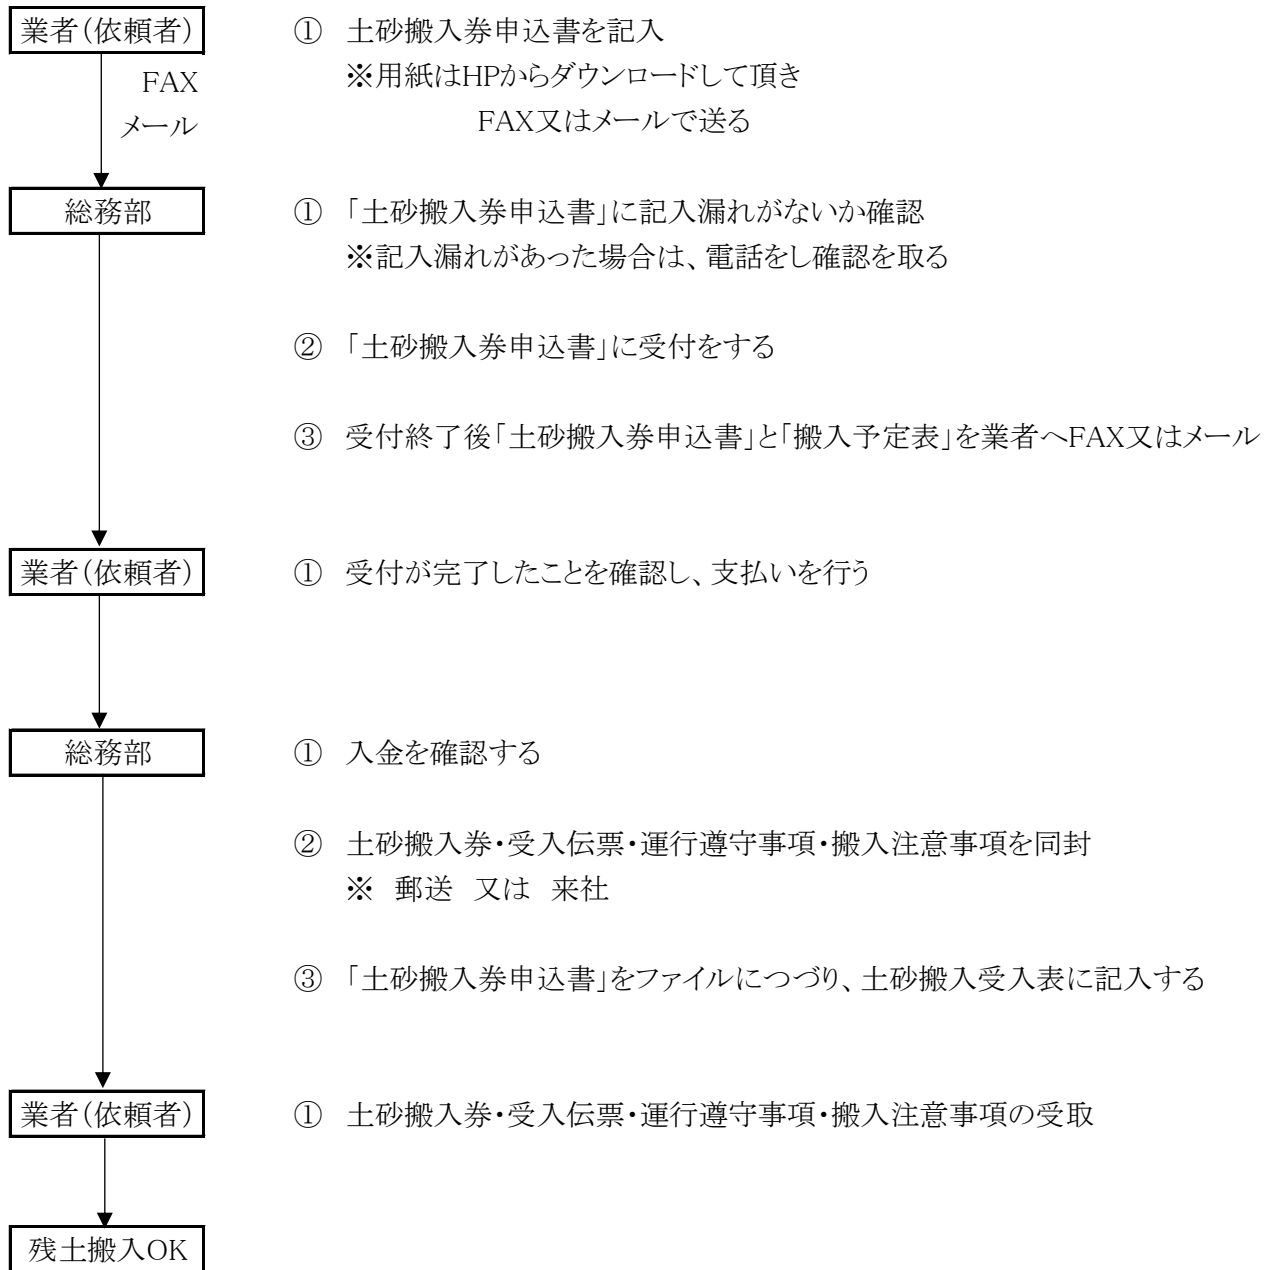 業者(依頼者)
① 土砂搬入券申込書を記入
※用紙はHPからダウンロードして頂き
FAX又はメールで送る
FAX
メール
総務部
① 「土砂搬入券申込書」に記入漏れがないか確認
※記入漏れがあった場合は、電話をし確認を取る
② 「土砂搬入券申込書」に受付をする
③ 受付終了後「土砂搬入券申込書」と「搬入予定表」を業者へFAX又はメール
業者(依頼者)
① 受付が完了したことを確認し、支払いを行う
総務部
① 入金を確認する
② 土砂搬入券・受入伝票・運行遵守事項・搬入注意事項を同封
※ 郵送 又は 来社
③ 「土砂搬入券申込書」をファイルにつづり、土砂搬入受入表に記入する
業者(依頼者)
① 土砂搬入券・受入伝票・運行遵守事項・搬入注意事項の受取
残土搬入OK